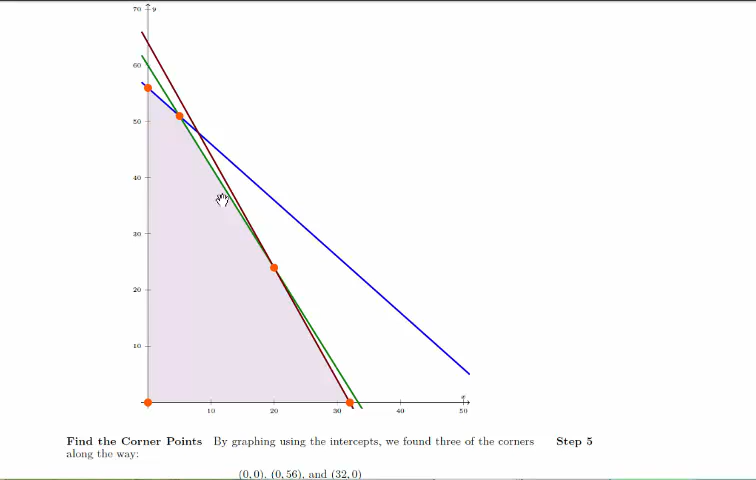 70
y
60
50
40
30
20
10
10 20 30 40 50
x
Find the Corner Points By graphing using the intercepts, we found three of the corners Step 5
along the way:
(0, 0), (0, 56), and (32, 0)